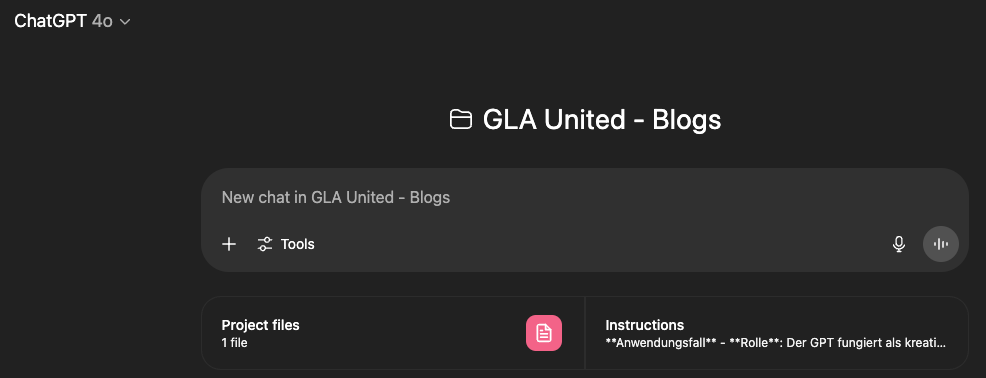 ChatGPT 4o
GLA United - Blogs
New chat in GLA United - Blogs
Tools
Project files
1 file
Instructions
**Anwendungsfall** - **Rolle**: Der GPT fungiert als kreati...